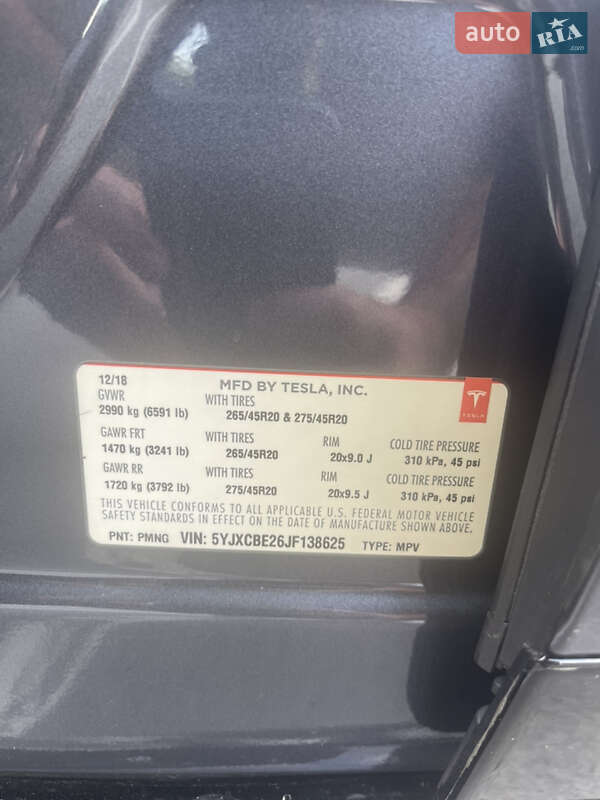 auto RIA.com
12/18 MFD BY TESLA, INC.
GVWR WITH TIRES
2990 kg (6591 lb) 265/45R20 & 275/45R20
TESLA
GAWR FRT WITH TIRES RIM COLD TIRE PRESSURE
1470 kg (3241 lb) 265/45R20 20x9.0 J 310 kPa, 45 psi
GAWR RR WITH TIRES RIM COLD TIRE PRESSURE
1720 kg (3792 lb) 275/45R20 20x9.5 J 310 kPa, 45 psi
THIS VEHICLE CONFORMS TO ALL APPLICABLE U.S. FEDERAL MOTOR VEHICLE
SAFETY STANDARDS IN EFFECT ON THE DATE OF MANUFACTURE SHOWN ABOVE.
PNT: PMNG VIN: 5YJXCBE26JF138625 TYPE: MPV